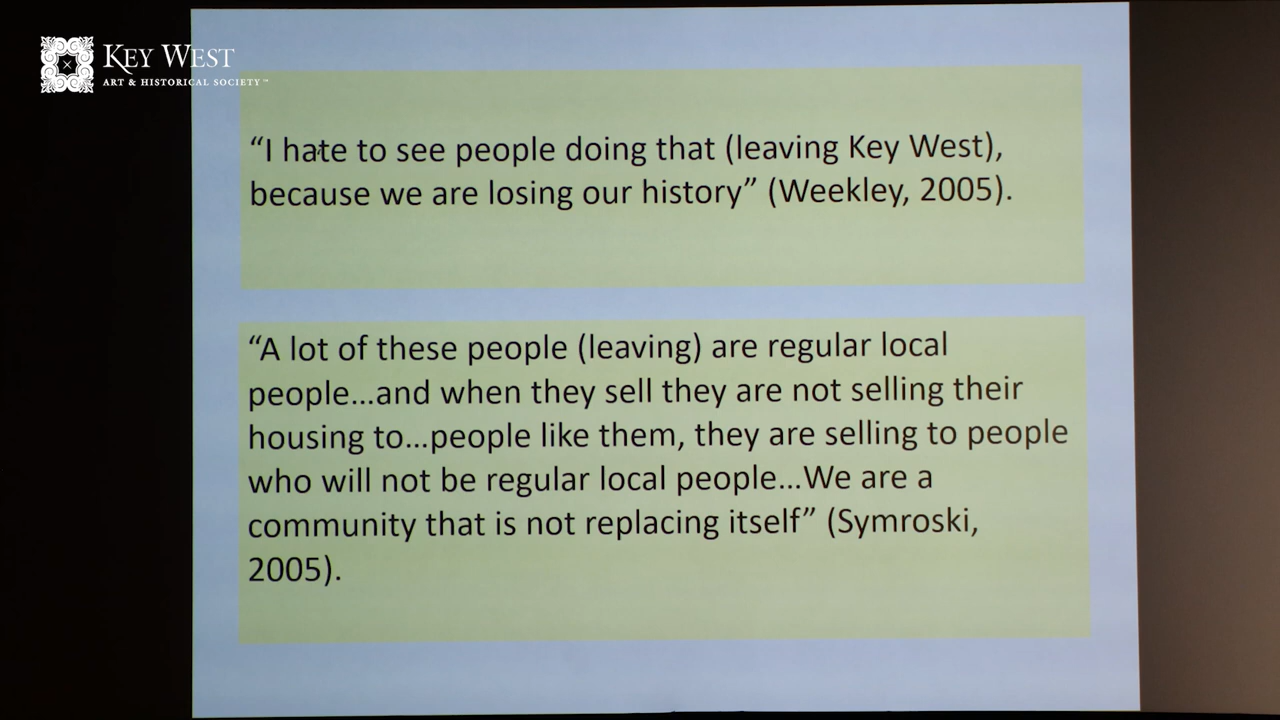 KEY WEST
ART & HISTORICAL SOCIETY™
“I hate to see people doing that (leaving Key West),
because we are losing our history” (Weekley, 2005).
“A lot of these people (leaving) are regular local
people…and when they sell they are not selling their
housing to…people like them, they are selling to people
who will not be regular local people…We are a
community that is not replacing itself” (Symroski,
2005).